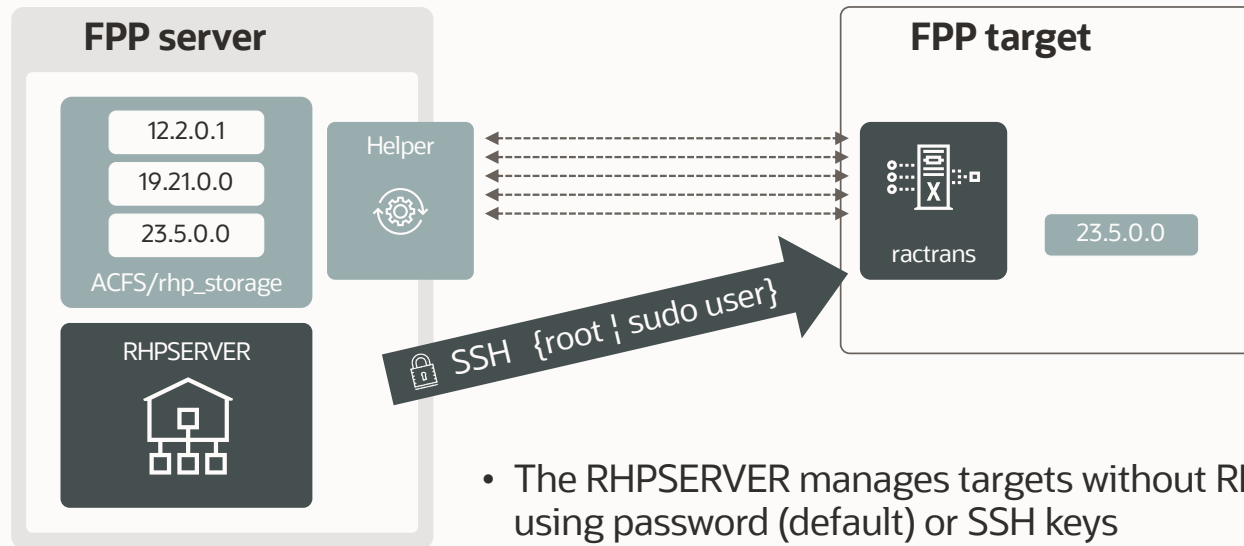 FPP server
12.2.0.1
19.21.0.0
23.5.0.0
ACFS/rhp_storage
RHPSERVER
Helper
SSH {root ¦ sudo user}
FPP target
X
ractrans
23.5.0.0
• The RHPSERVER manages targets without
using password (default) or SSH keys